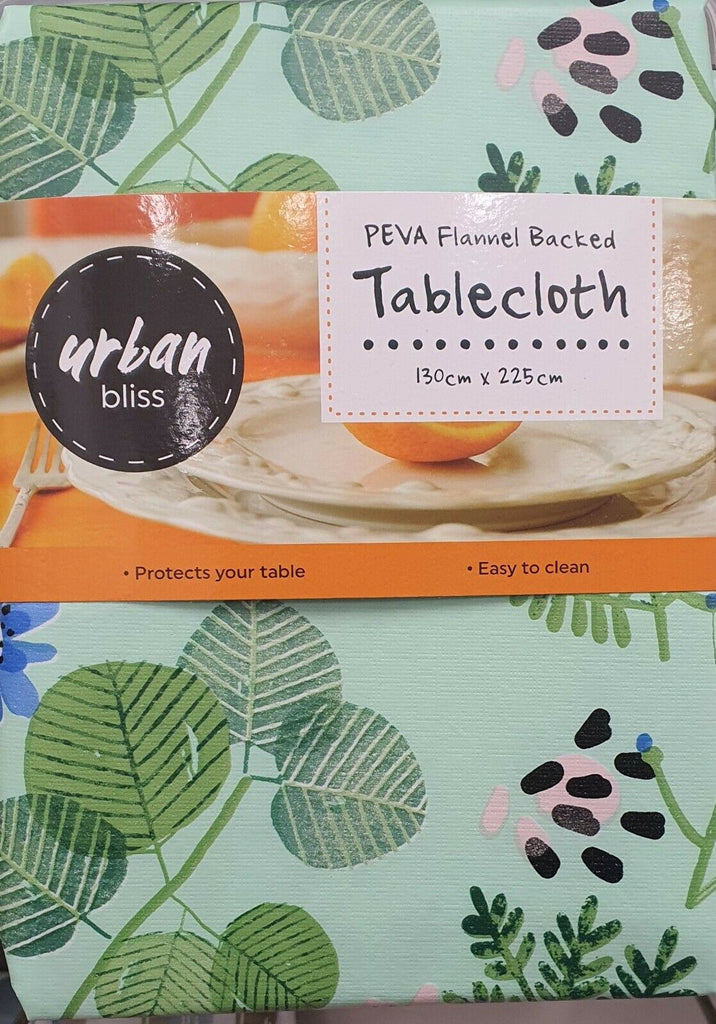 urban
bliss
PEVA Flannel Backed
Tablecloth
130cm x 225cm
• Protects your table
• Easy to clean